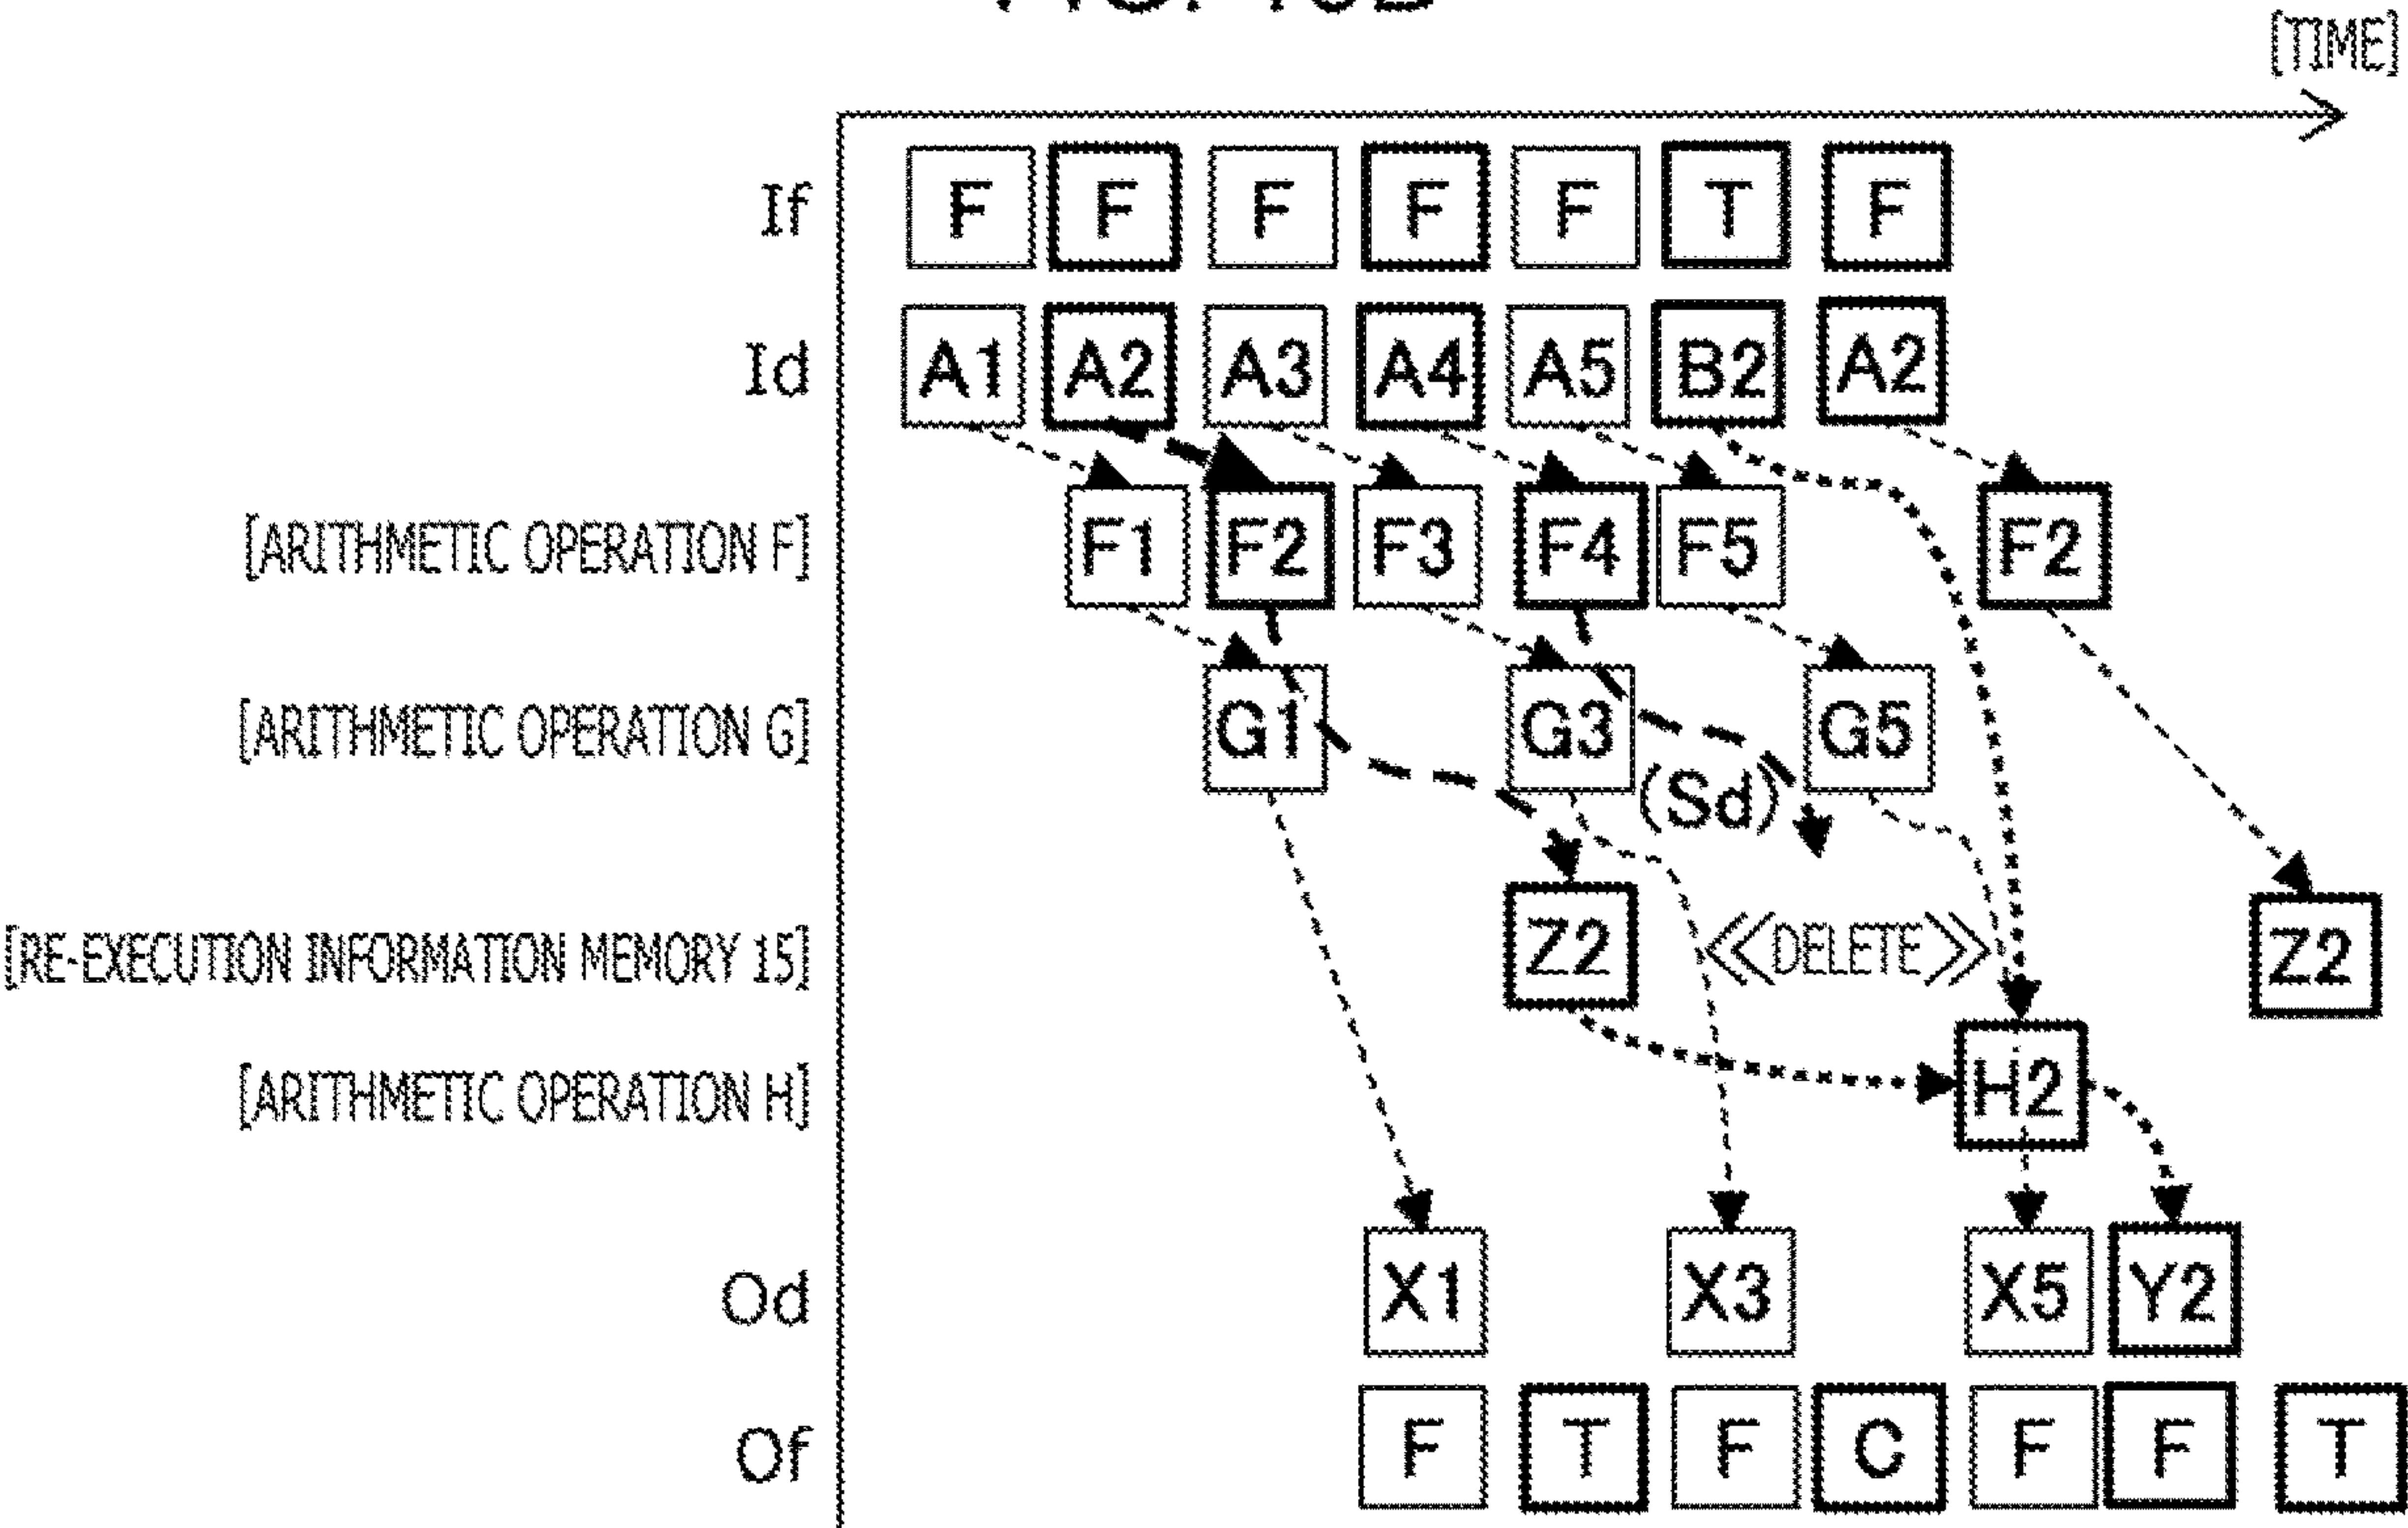 [TIME]
If F F F F F T F
Id A1 A2 A3 A4 A5 B2 A2
[ARITHMETIC OPERATION F] F1 F2 F3 F4 F5 F2
[ARITHMETIC OPERATION G] G1 G3 G5
(Sd)
[RE-EXECUTION INFORMATION MEMORY 15] Z2 <<DELETE>> Z2
[ARITHMETIC OPERATION H] H2
Od X1 X3 X5 Y2
Of F T F C F F T